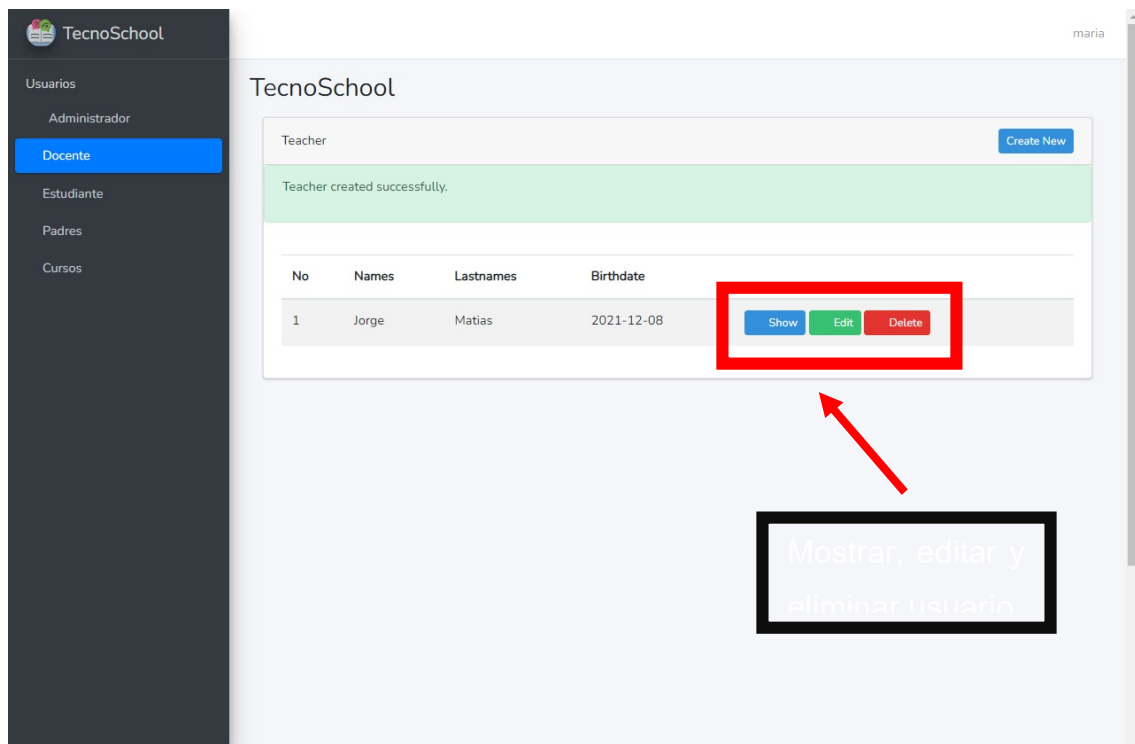 TecnoSchool
maria
Usuarios
Administrador
Docente
Estudiante
Padres
Cursos
TecnoSchool
Teacher
Create New
Teacher created successfully.
No Names Lastnames Birthdate
1 Jorge Matias 2021-12-08 Show Edit Delete
Mostrar, editar y
eliminar usuario